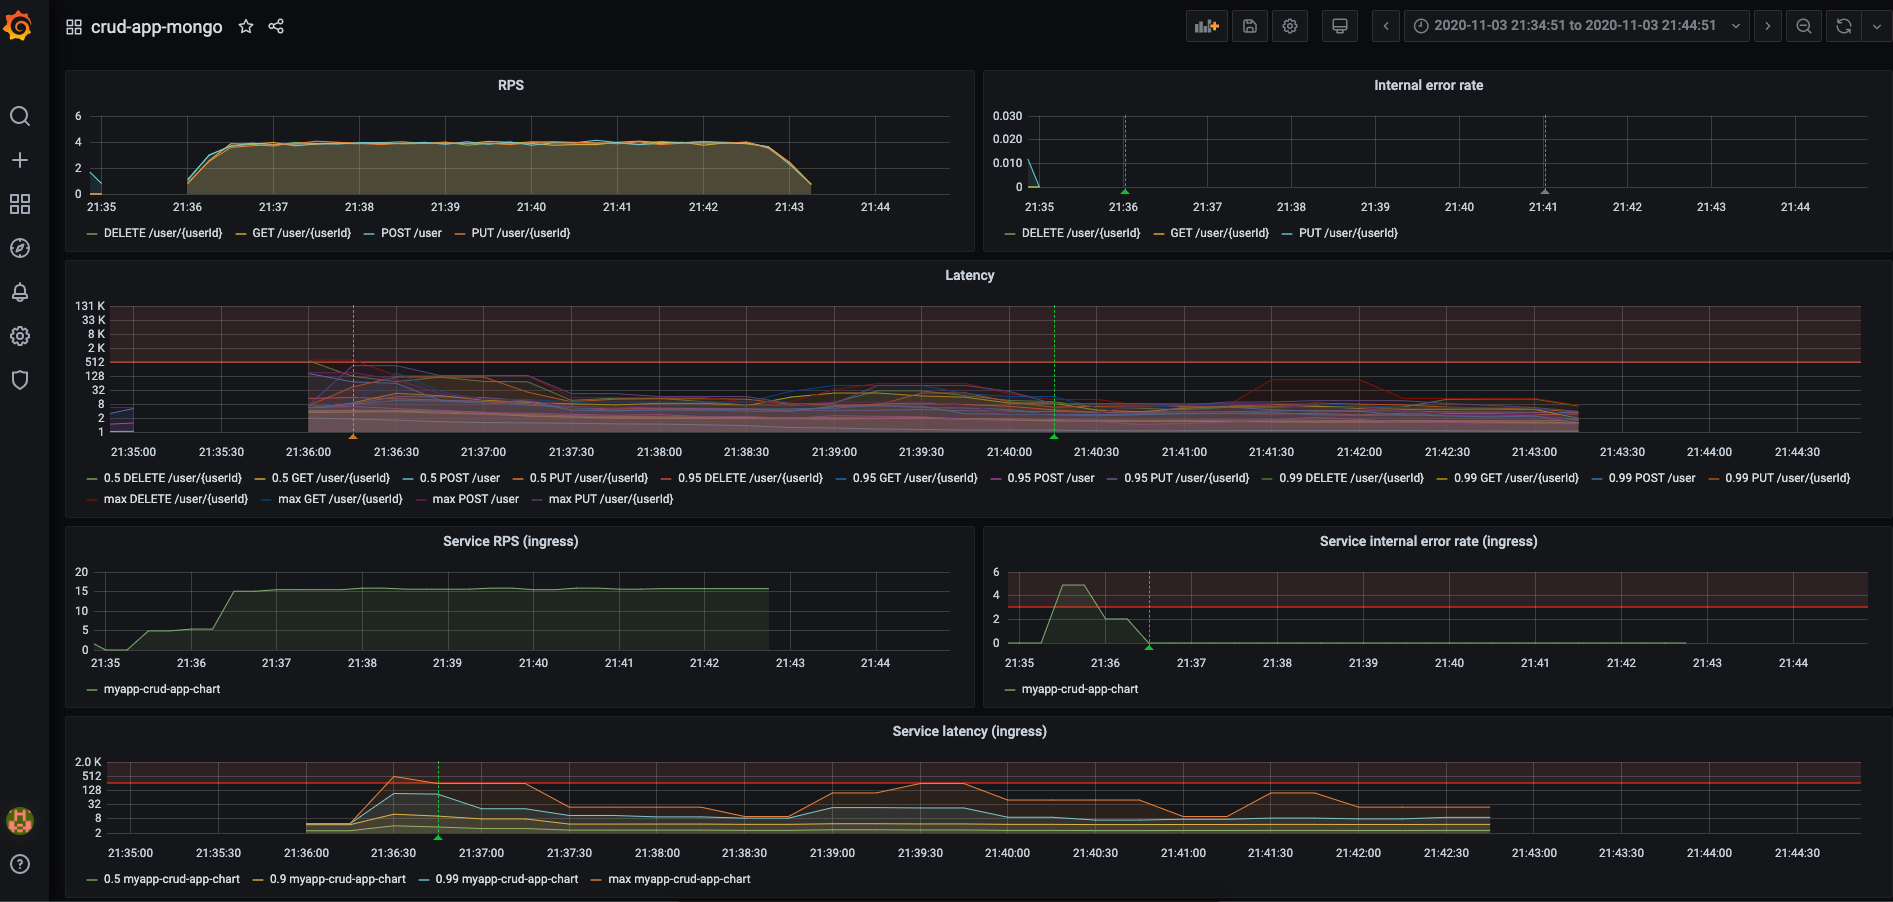 crud-app-mongo
2020-11-03 21:34:51 to 2020-11-03 21:44:51
RPS
6
4
2
0
21:35 21:36 21:37 21:38 21:39 21:40 21:41 21:42 21:43 21:44
DELETE /user/{userId} GET /user/{userId} POST /user PUT /user/{userId}
Internal error rate
0.030
0.020
0.010
0
21:35 21:36 21:37 21:38 21:39 21:40 21:41 21:42 21:43 21:44
DELETE /user/{userId} GET /user/{userId} PUT /user/{userId}
Latency
131 K
33 K
8 K
2 K
512
128
32
8
2
1
21:35:00 21:35:30 21:36:00 21:36:30 21:37:00 21:37:30 21:38:00 21:38:30 21:39:00 21:39:30 21:40:00 21:40:30 21:41:00 21:41:30 21:42:00 21:42:30 21:43:00 21:43:30 21:44:00 21:44:30
0.5 DELETE /user/{userId} 0.5 GET /user/{userId} 0.5 POST /user 0.5 PUT /user/{userId} 0.95 DELETE /user/{userId} 0.95 GET /user/{userId} 0.95 POST /user 0.95 PUT /user/{userId} 0.99 DELETE /user/{userId} 0.99 GET /user/{userId} 0.99 POST /user 0.99 PUT /user/{userId}
max DELETE /user/{userId} max GET /user/{userId} max POST /user max PUT /user/{userId}
Service RPS (ingress)
20
15
10
5
0
21:35 21:36 21:37 21:38 21:39 21:40 21:41 21:42 21:43 21:44
myapp-crud-app-chart
Service internal error rate (ingress)
6
4
2
0
21:35 21:36 21:37 21:38 21:39 21:40 21:41 21:42 21:43 21:44
myapp-crud-app-chart
Service latency (ingress)
2.0 K
512
128
32
8
2
21:35:00 21:35:30 21:36:00 21:36:30 21:37:00 21:37:30 21:38:00 21:38:30 21:39:00 21:39:30 21:40:00 21:40:30 21:41:00 21:41:30 21:42:00 21:42:30 21:43:00 21:43:30 21:44:00 21:44:30
0.5 myapp-crud-app-chart 0.9 myapp-crud-app-chart 0.99 myapp-crud-app-chart max myapp-crud-app-chart